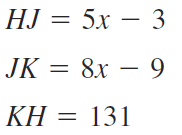 HJ = 5x − 3
JK = 8x − 9
KH = 131